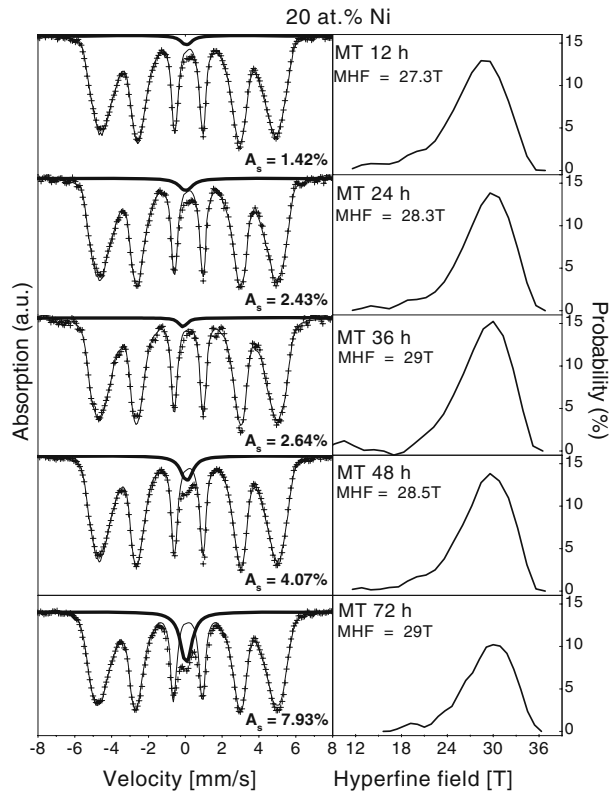 20 at.% Ni
Absorption (a.u.)
A_s = 1.42%
MT 12 h
MHF = 27.3T
15
10
5
0
A_s = 2.43%
MT 24 h
MHF = 28.3T
15
10
5
0
A_s = 2.64%
MT 36 h
MHF = 29T
15
10
5
0
A_s = 4.07%
MT 48 h
MHF = 28.5T
15
10
5
0
A_s = 7.93%
MT 72 h
MHF = 29T
15
10
5
0
Probability (%)
-8 -6 -4 -2 0 2 4 6 8
12 18 24 30 36
Velocity [mm/s]
Hyperfine field [T]